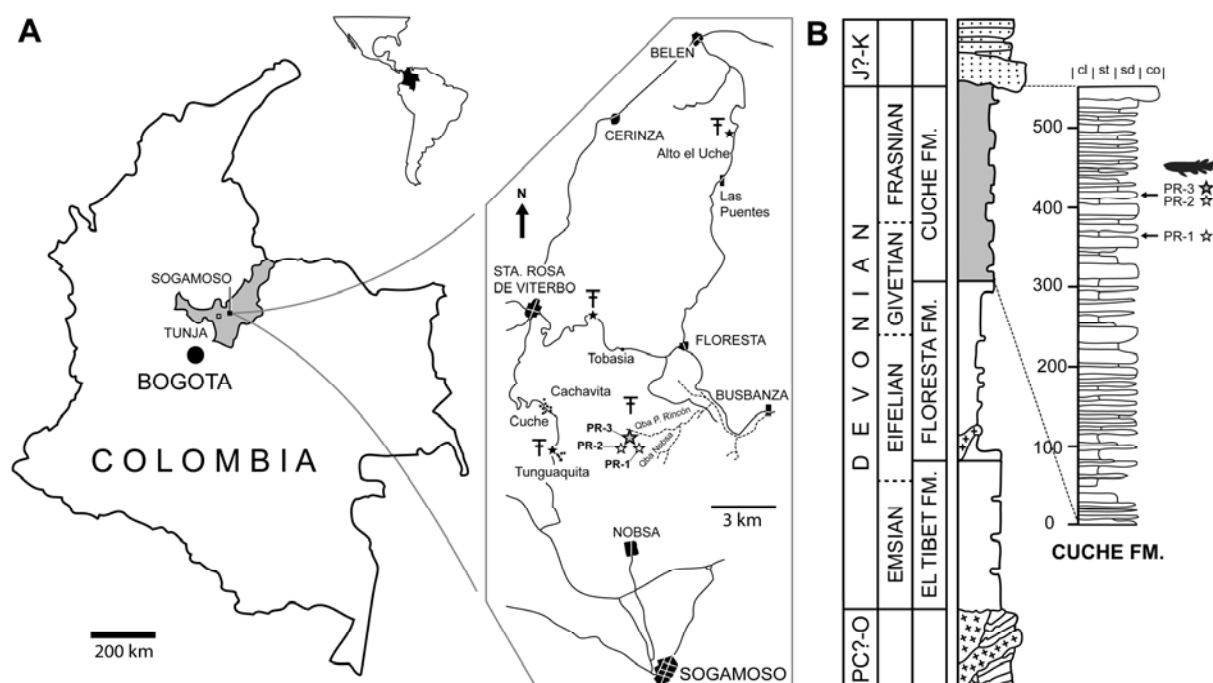 A
BELEN
CERINZA
Alto el Uche
Las
Puentes
N
STA. ROSA
DE VITERBO
SOGAMOSO
TUNJA
BOGOTA
COLOMBIA
Tobasia
FLORESTA
BUSBANZA
Cachavita
Cuche
Qba P. Rincón
Qba Nobsa
PR-3
PR-2
PR-1
Tunguaquita
3 km
NOBSA
SOGAMOSO
200 km
B
J?-K
DEVONIAN
PC?-O
FRASNIAN
GIVETIAN
EIFELIAN
EMSIAN
CUCHE FM.
FLORESTA FM.
EL TIBET FM.
cl st sd co
500
400
300
200
100
0
PR-3
PR-2
PR-1
CUCHE FM.